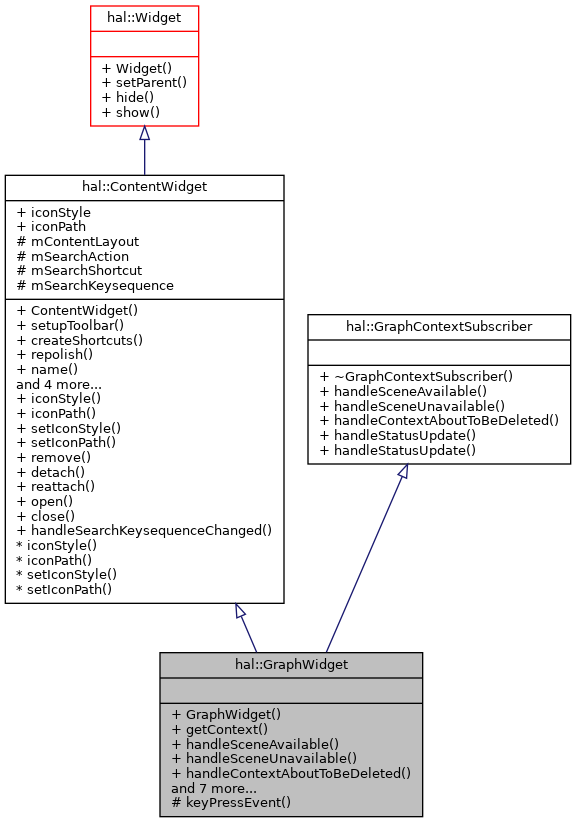 hal::Widget
+ Widget()
+ setParent()
+ hide()
+ show()
hal::ContentWidget
+ iconStyle
+ iconPath
# mContentLayout
# mSearchAction
# mSearchShortcut
# mSearchKeysequence
+ ContentWidget()
+ setupToolbar()
+ createShortcuts()
+ repolish()
+ name()
and 4 more...
+ iconStyle()
+ iconPath()
+ setIconStyle()
+ setIconPath()
+ remove()
+ detach()
+ reattach()
+ open()
+ close()
+ handleSearchKeysequenceChanged()
* iconStyle()
* iconPath()
* setIconStyle()
* setIconPath()
hal::GraphContextSubscriber
+ ~GraphContextSubscriber()
+ handleSceneAvailable()
+ handleSceneUnavailable()
+ handleContextAboutToBeDeleted()
+ handleStatusUpdate()
+ handleStatusUpdate()
hal::GraphWidget
+ GraphWidget()
+ getContext()
+ handleSceneAvailable()
+ handleSceneUnavailable()
+ handleContextAboutToBeDeleted()
and 7 more...
# keyPressEvent()